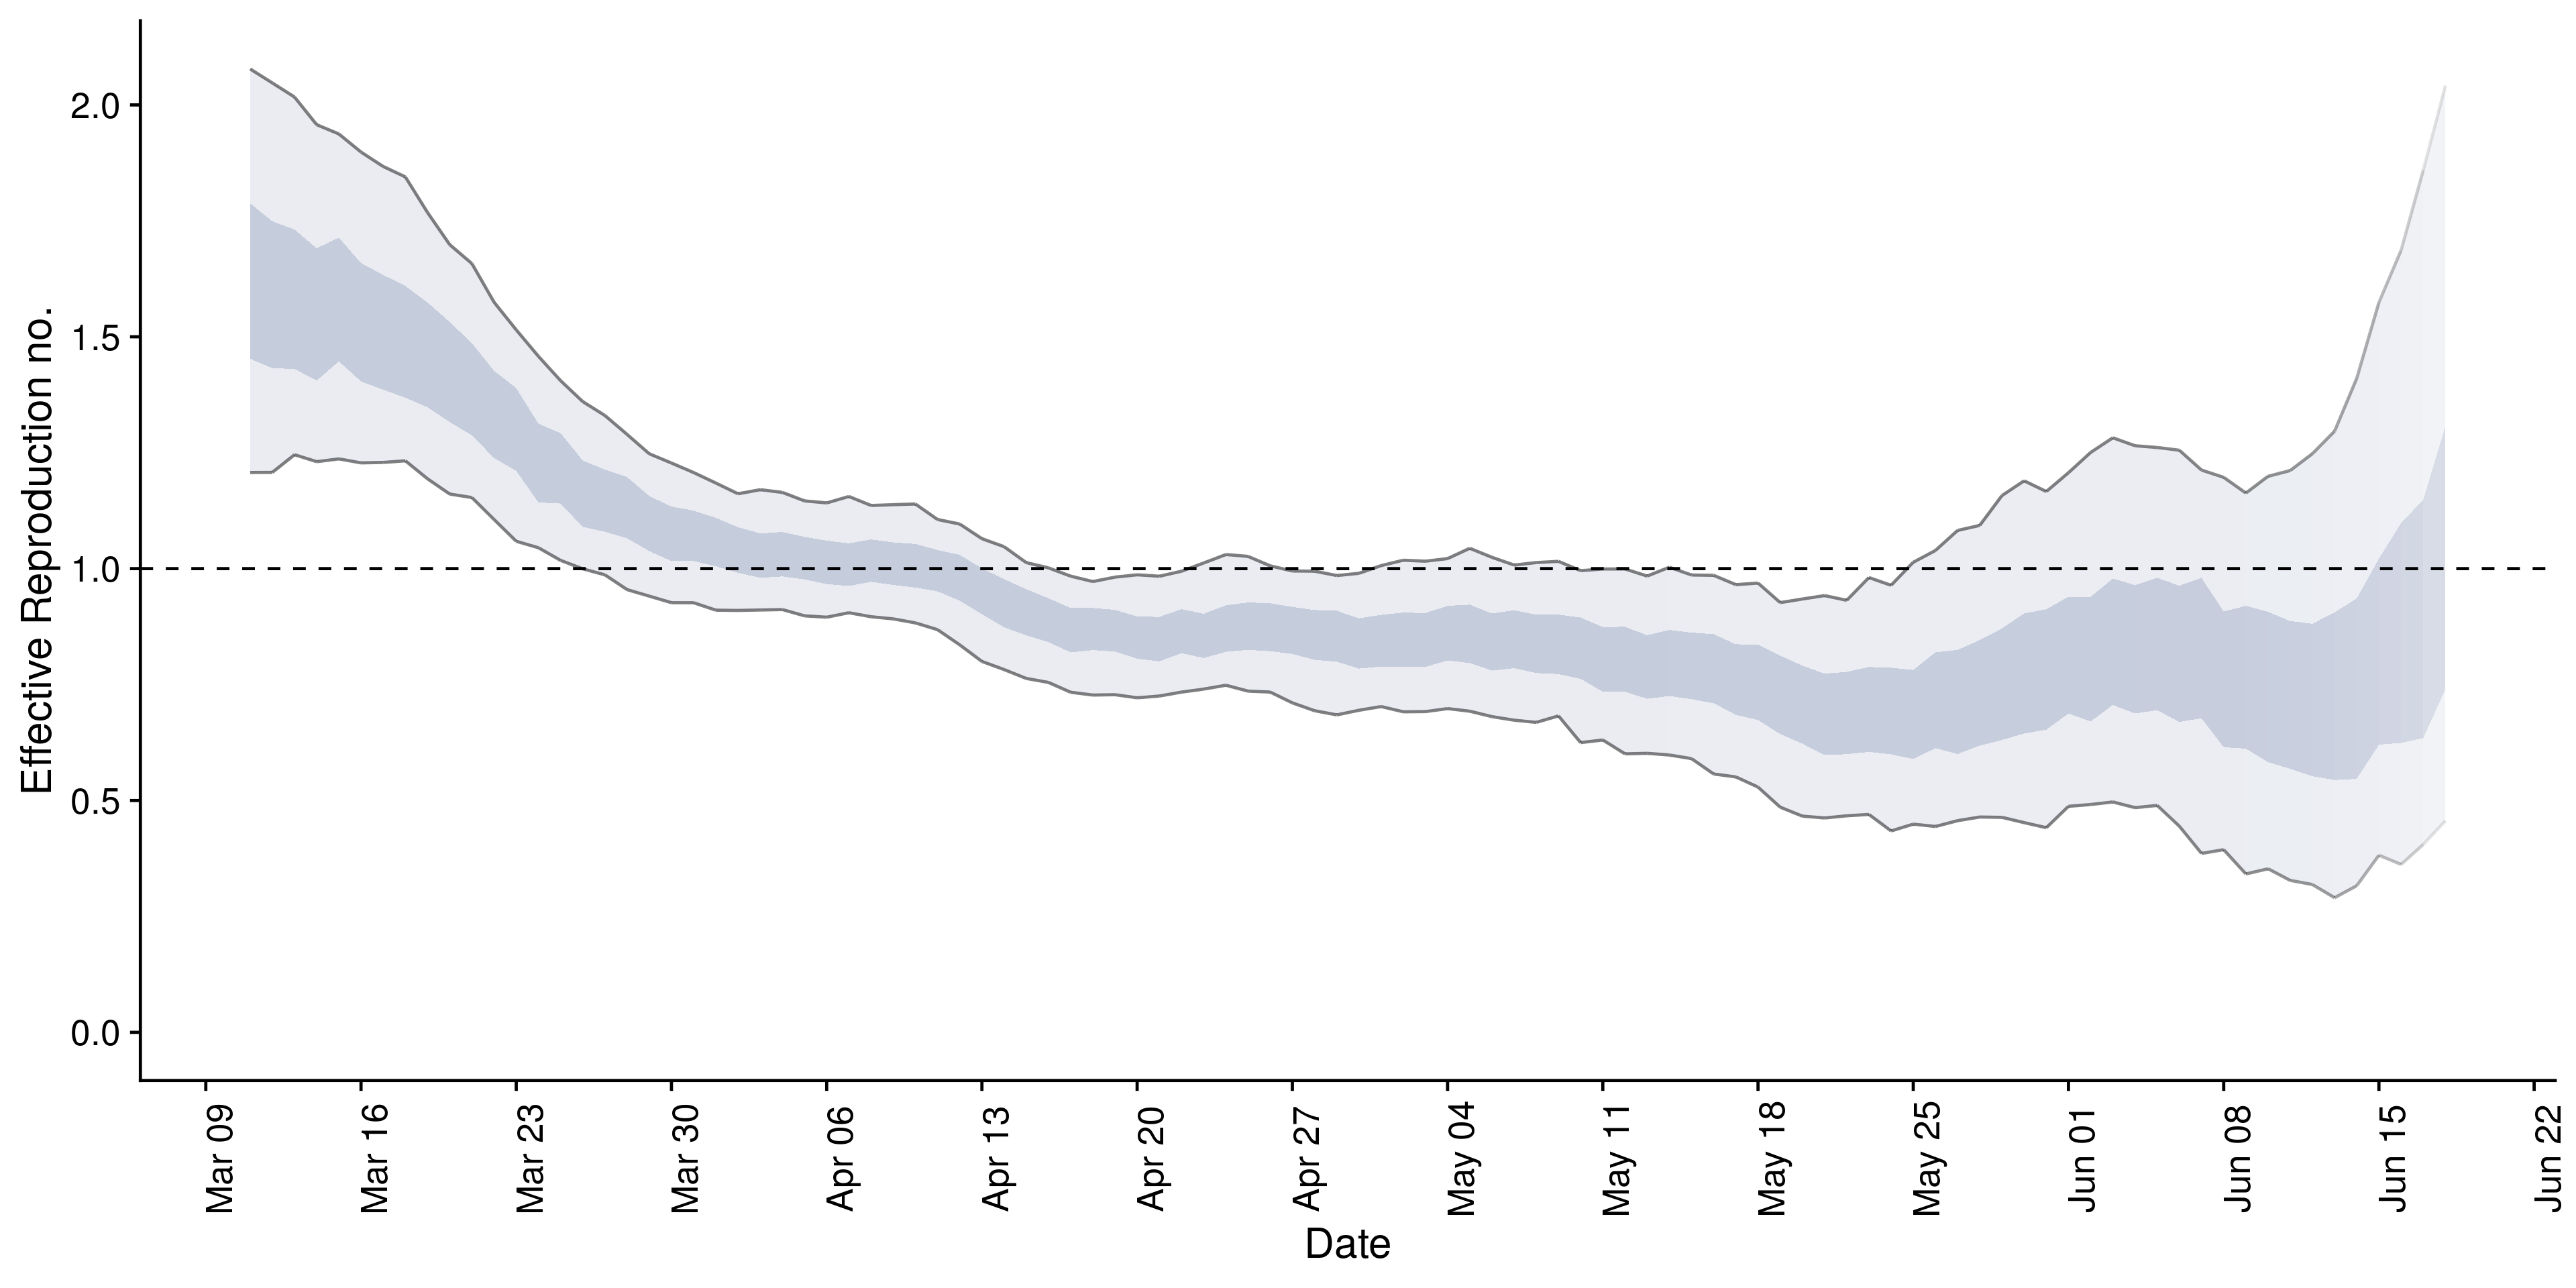 Effective Reproduction no.
2.0
1.5
1.0
0.5
0.0
Mar 09
Mar 16
Mar 23
Mar 30
Apr 06
Apr 13
Apr 20
Apr 27
May 04
May 11
May 18
May 25
Jun 01
Jun 08
Jun 15
Jun 22
Date